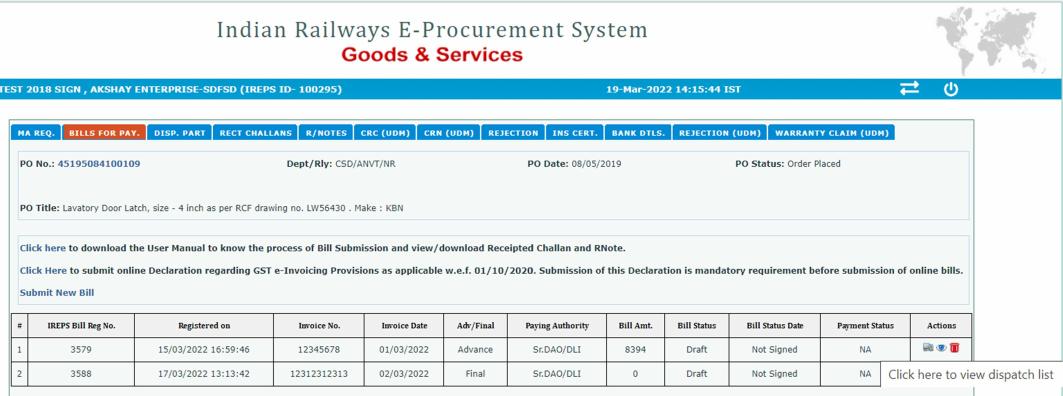 Indian Railways E-Procurement System
Goods & Services
TEST 2018 SIGN , AKSHAY ENTERPRISE-SDFSD (IREPS ID- 100295) 19-Mar-2022 14:15:44 IST
MA REQ. BILLS FOR PAY. DISP. PART RECT CHALLANS R/NOTES CRC (UDM) CRN (UDM) REJECTION INS CERT. BANK DTLS. REJECTION (UDM) WARRANTY CLAIM (UDM)
PO No.: 45195084100109 Dept/Rly: CSD/ANVT/NR PO Date: 08/05/2019 PO Status: Order Placed
PO Title: Lavatory Door Latch, size - 4 inch as per RCF drawing no. LW56430 . Make : KBN
Click here to download the User Manual to know the process of Bill Submission and view/download Receipted Challan and RNote.
Click Here to submit online Declaration regarding GST e-Invoicing Provisions as applicable w.e.f. 01/10/2020. Submission of this Declaration is mandatory requirement before submission of online bills.
Submit New Bill
# IREPS Bill Reg No. Registered on Invoice No. Invoice Date Adv/Final Paying Authority Bill Amt. Bill Status Bill Status Date Payment Status Actions
1 3579 15/03/2022 16:59:46 12345678 01/03/2022 Advance Sr.DAO/DLI 8394 Draft Not Signed NA
2 3588 17/03/2022 13:13:42 12312312313 02/03/2022 Final Sr.DAO/DLI 0 Draft Not Signed NA
Click here to view dispatch list